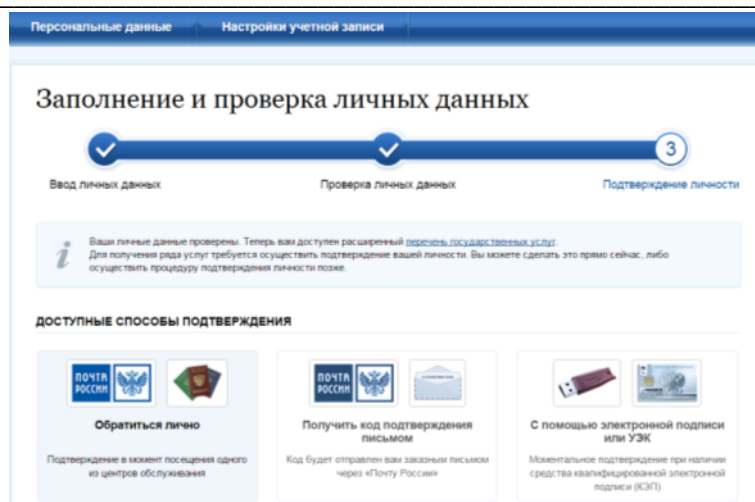 Персональные данные Настройки учетной записи
Заполнение и проверка личных данных
3
Ввод личных данных Проверка личных данных Подтверждение личности
Ваши личные данные проверены. Теперь вам доступен расширенный перечень государственных услуг.
Для получения ряда услуг требуется осуществить подтверждение вашей личности. Вы можете сделать это прямо сейчас, либо
осуществить процедуру подтверждения личности позже.
ДОСТУПНЫЕ СПОСОБЫ ПОДТВЕРЖДЕНИЯ
ПОЧТА РОССИИ
ПОЧТА РОССИИ
Обратиться лично
Подтверждение в момент посещения одного
из центров обслуживания
Получить код подтверждения
письмом
Код будет отправлен вам заказным письмом
через «Почту России»
С помощью электронной подписи
или УЭК
Моментальное подтверждение при наличии
средства квалифицированной электронной
подписи (КЭП)